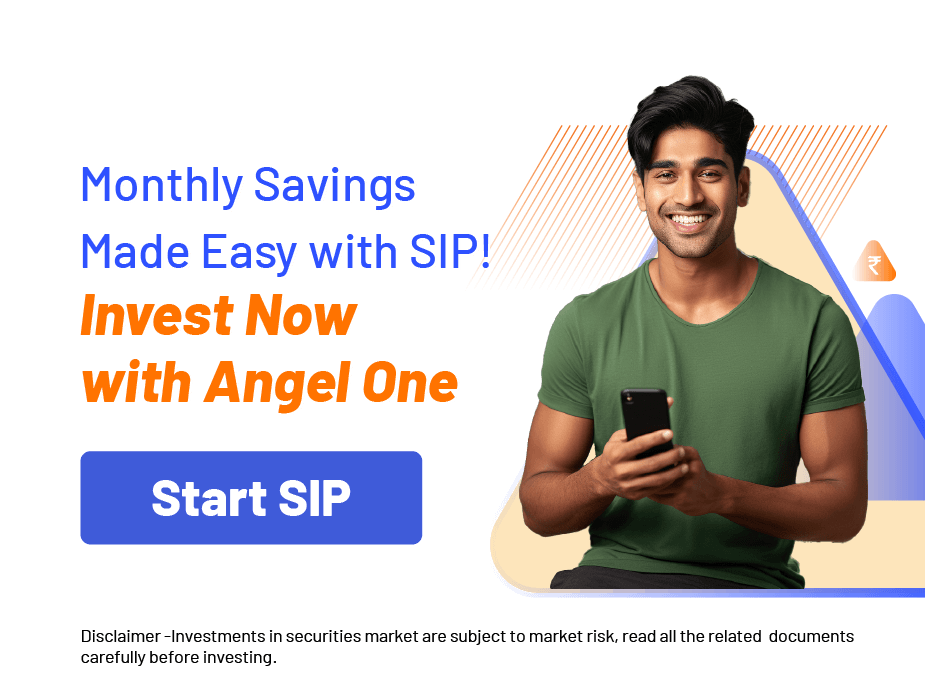 Monthly Savings
Made Easy with SIP!
Invest Now
with Angel One
Start SIP
₹
Disclaimer -Investments in securities market are subject to market risk, read all the related  documents
carefully before investing.